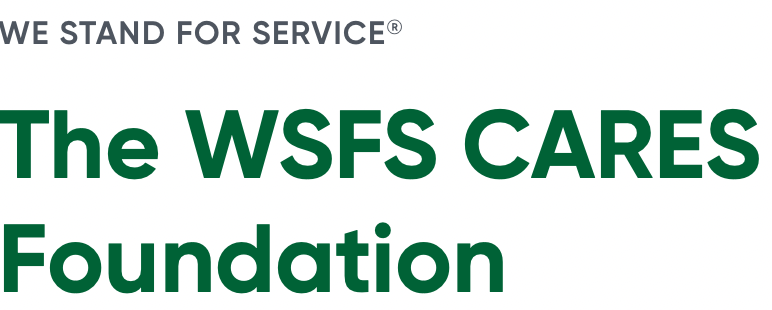 WE STAND FOR SERVICE®
The WSFS CARES
Foundation